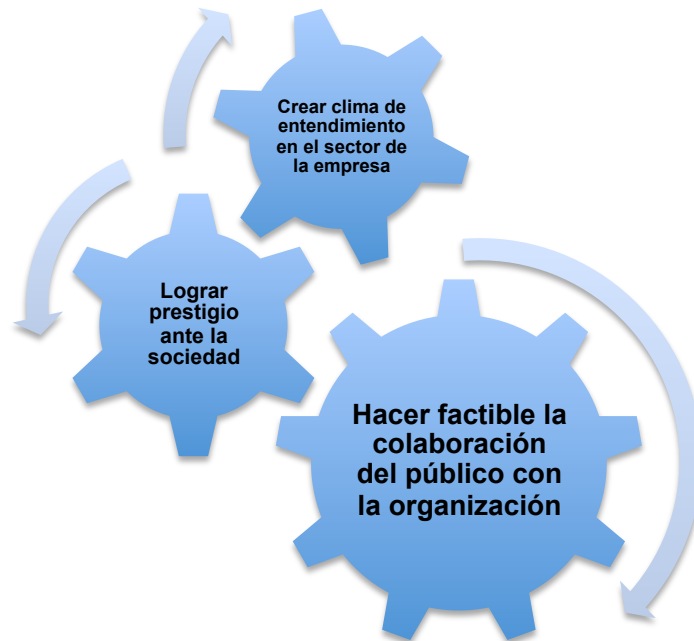 Crear clima de
entendimiento
en el sector de
la empresa
Lograr
prestigio
ante la
sociedad
Hacer factible la
colaboración
del público con
la organización